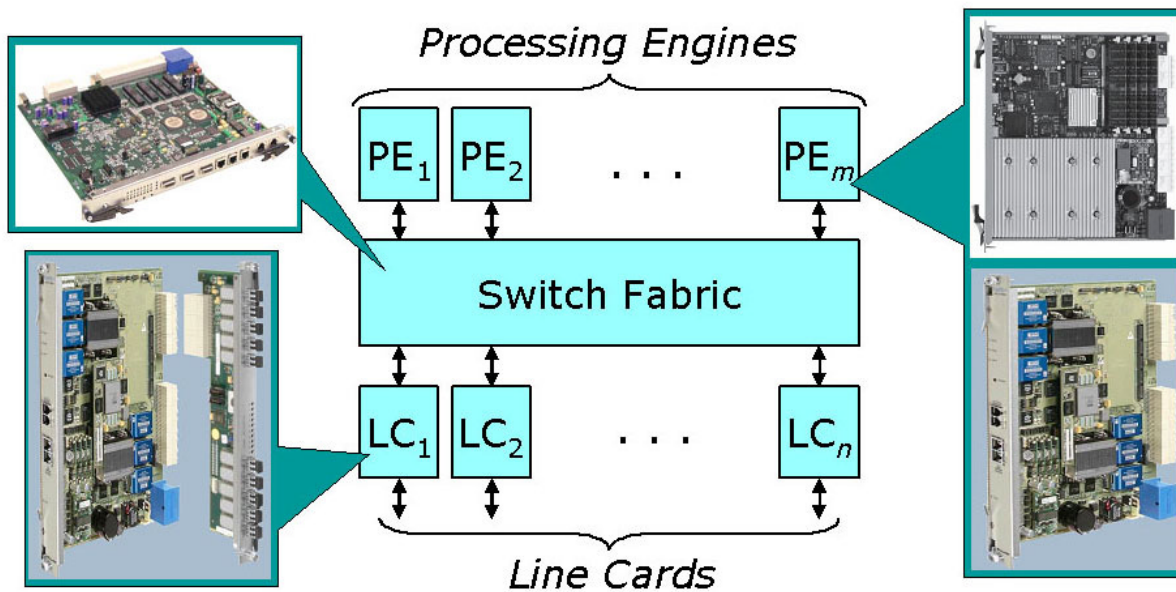 Processing Engines
PE1 PE2 . . . PEm
Switch Fabric
LC1 LC2 . . . LCn
Line Cards